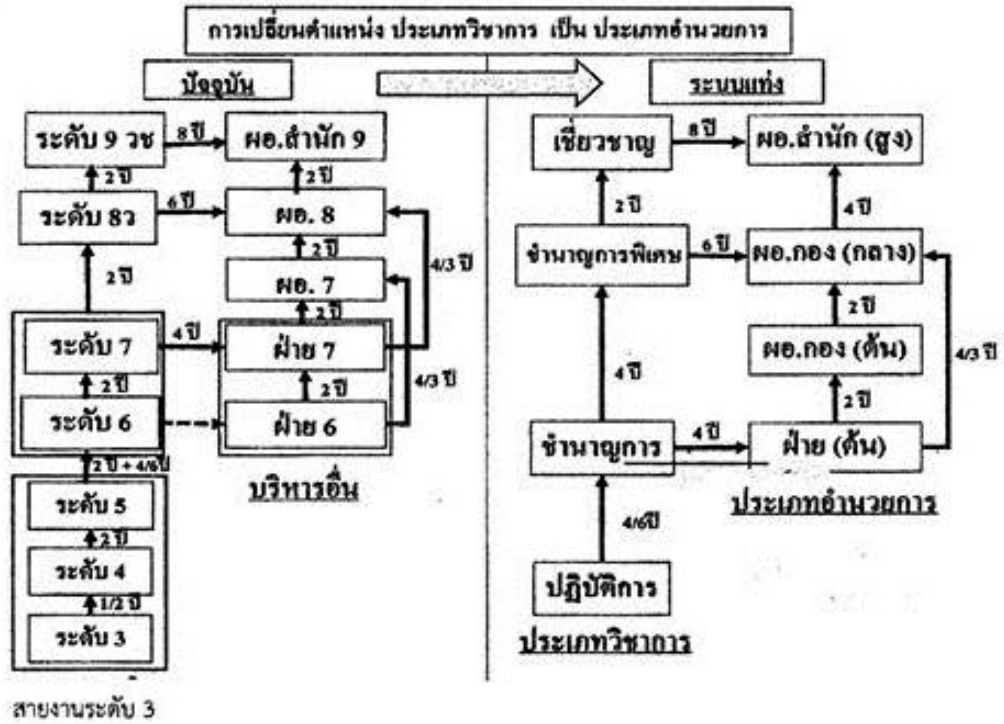 การเปลี่ยนตำแหน่ง ประเภทวิชาการ เป็น ประเภทอำนวยการ
ปัจจุบัน
ระดับ 9 วช
8 ปี
ผอ.สำนัก 9
2 ปี
2 ปี
ระดับ 8ว
6 ปี
ผอ. 8
2 ปี
2 ปี
4/3 ปี
ผอ. 7
2 ปี
ระดับ 7
4 ปี
ฝ่าย 7
2 ปี
2 ปี
4/3 ปี
ระดับ 6
ฝ่าย 6
2 ปี + 4/6ปี
บริหารอื่น
ระดับ 5
2 ปี
ระดับ 4
1/2 ปี
ระดับ 3
ระบบแท่ง
เชี่ยวชาญ
8 ปี
ผอ.สำนัก (สูง)
2 ปี
4 ปี
ชำนาญการพิเศษ
6 ปี
ผอ.กอง (กลาง)
2 ปี
ผอ.กอง (ต้น)
4 ปี
4/3 ปี
2 ปี
ชำนาญการ
4 ปี
ฝ่าย (ต้น)
ประเภทอำนวยการ
4/6ปี
ปฏิบัติการ
ประเภทวิชาการ
สายงานระดับ 3